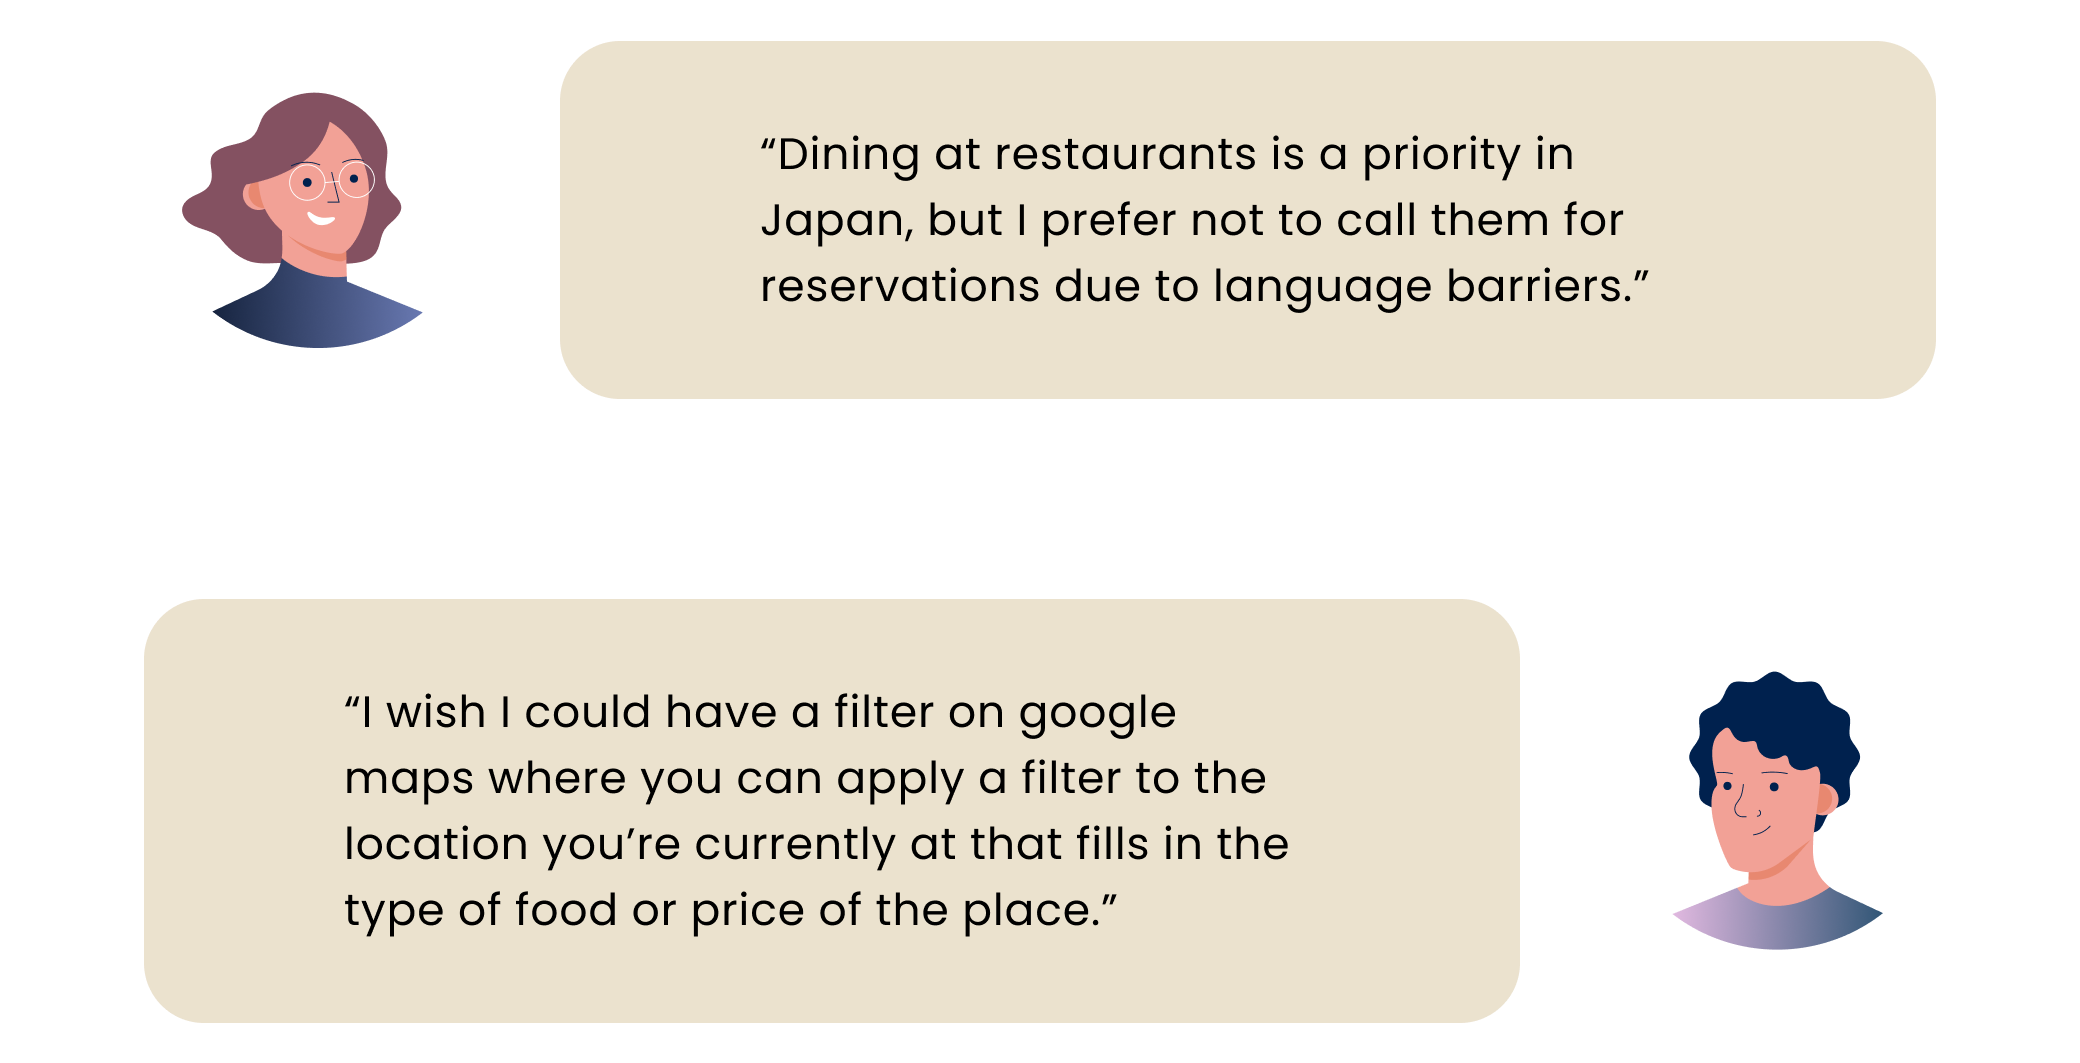 “Dining at restaurants is a priority in
Japan, but I prefer not to call them for
reservations due to language barriers.”
“I wish I could have a filter on google
maps where you can apply a filter to the
location you’re currently at that fills in the
type of food or price of the place.”